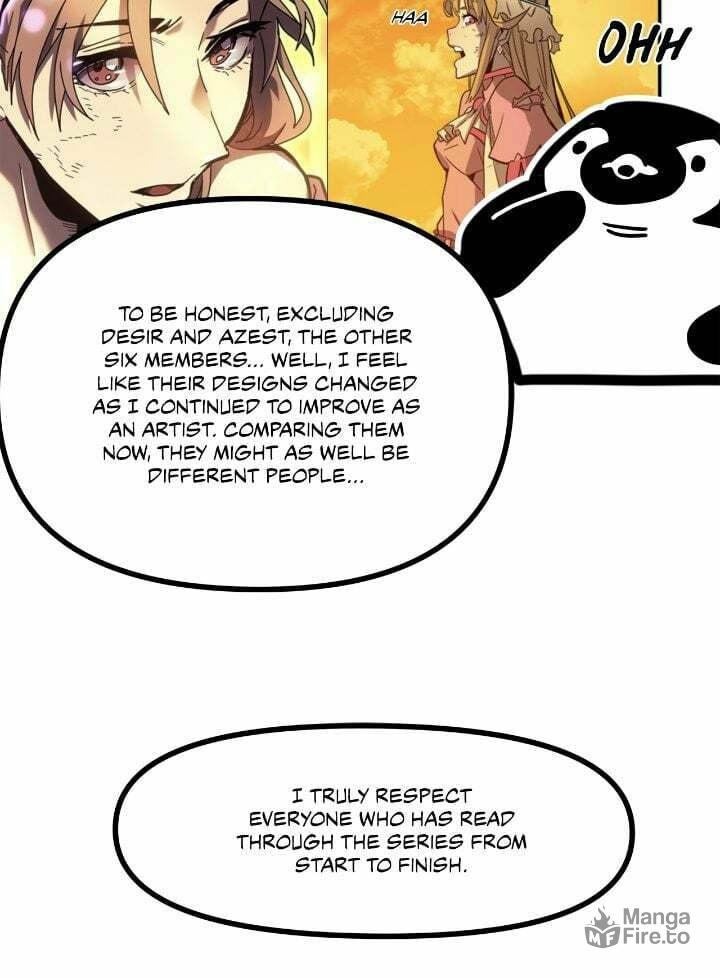 HAA
OHH
TO BE HONEST, EXCLUDING
DESIR AND AZEST, THE OTHER
SIX MEMBERS... WELL, I FEEL
LIKE THEIR DESIGNS CHANGED
AS I CONTINUED TO IMPROVE AS
AN ARTIST. COMPARING THEM
NOW, THEY MIGHT AS WELL BE
DIFFERENT PEOPLE...
I TRULY RESPECT
EVERYONE WHO HAS READ
THROUGH THE SERIES FROM
START TO FINISH.
MF Manga
Fire.to